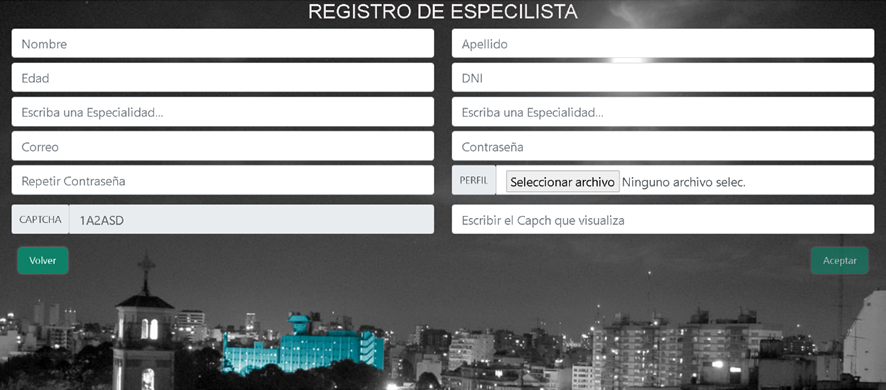 REGISTRO DE ESPECILISTA
Nombre Apellido
Edad DNI
Escriba una Especialidad... Escriba una Especialidad...
Correo Contraseña
Repetir Contraseña PERFIL Seleccionar archivo Ninguno archivo selec.
CAPTCHA 1A2ASD Escribir el Capch que visualiza
Volver Aceptar